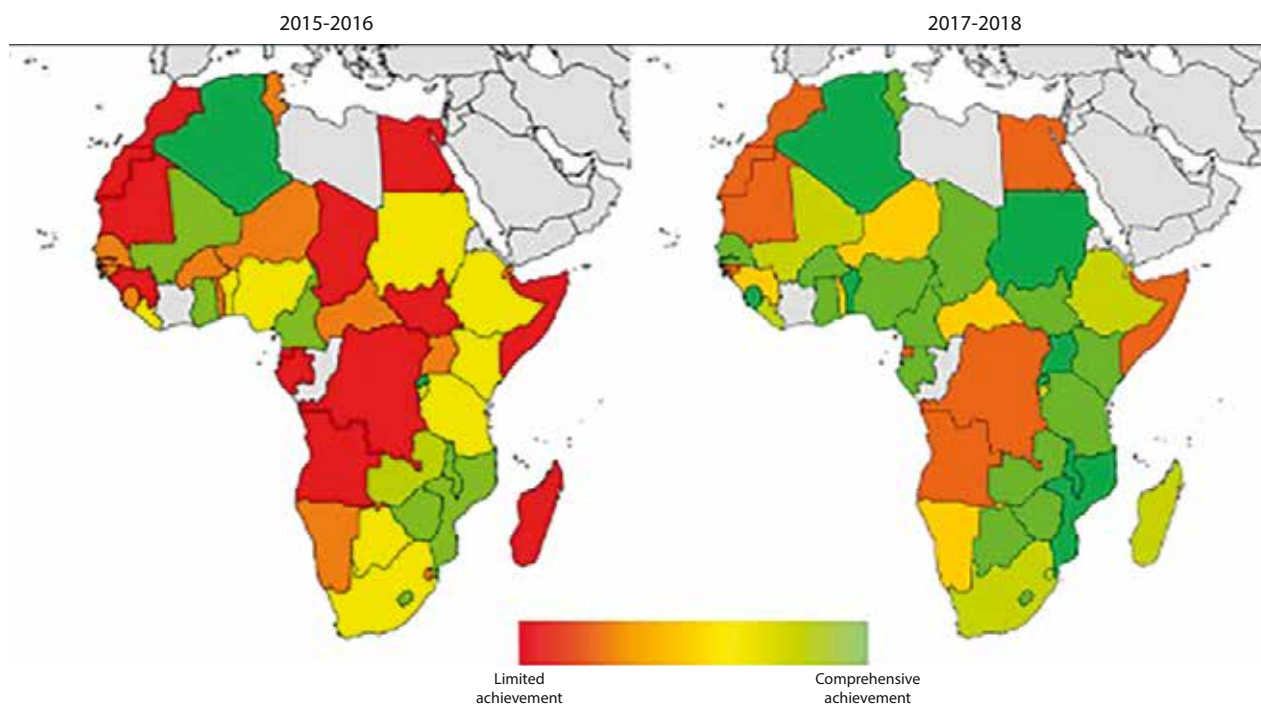 2015-2016
2017-2018
Limited
achievement
Comprehensive
achievement